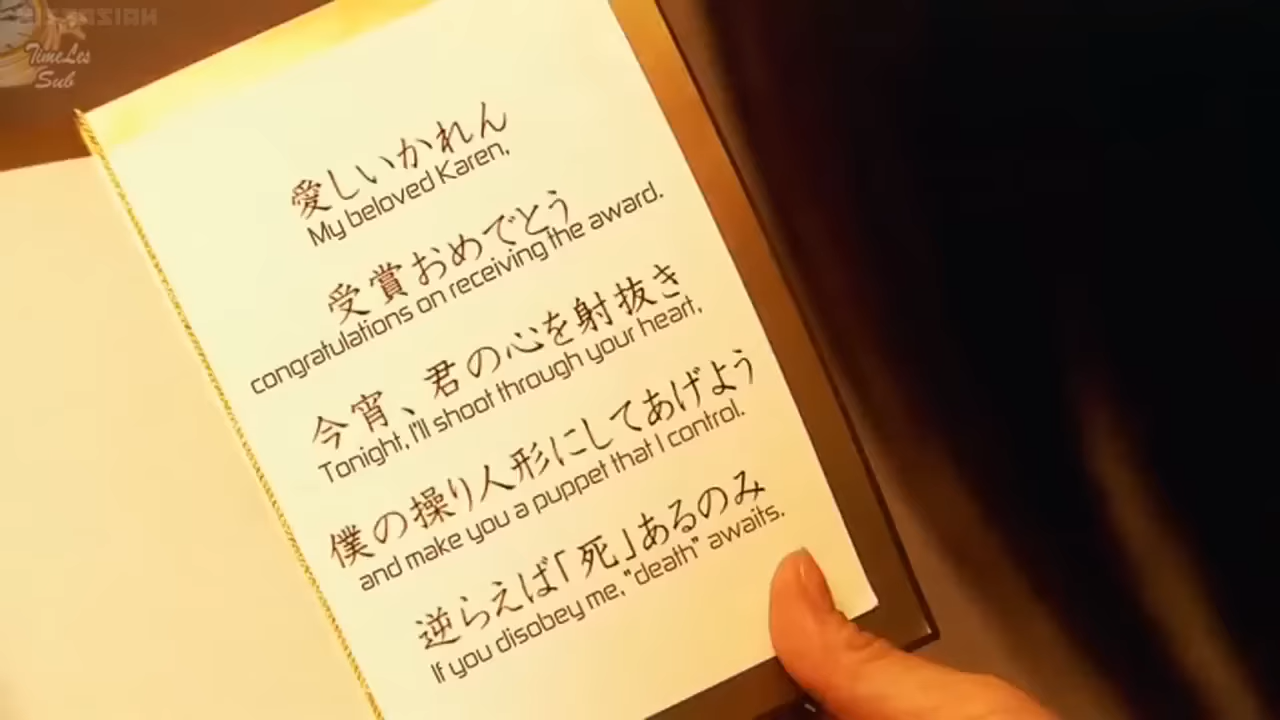 TimeLes
Sub
愛しいかれん
My beloved Karen,
受賞おめでとう
congratulations on receiving the award.
今宵、君の心を射抜き
Tonight, I'll shoot through your heart,
僕の操り人形にしてあげよう
and make you a puppet that I control.
逆らえば「死」あるのみ
If you disobey me, "death" awaits.